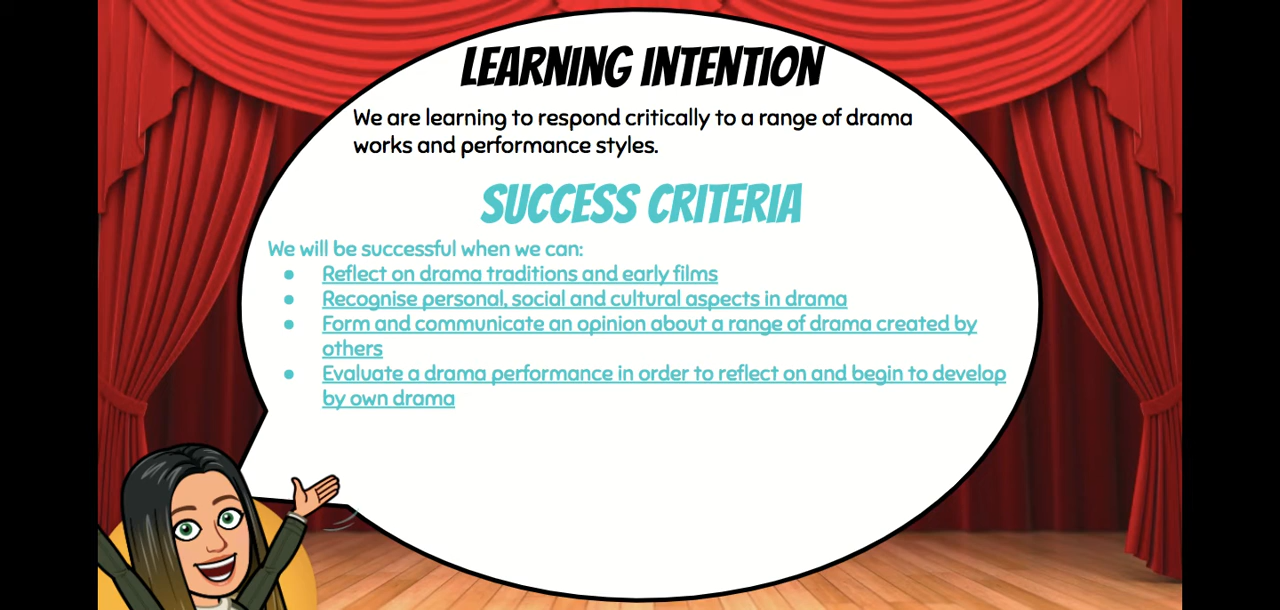 LEARNING INTENTION
We are learning to respond critically to a range of drama
works and performance styles.
SUCCESS CRITERIA
We will be successful when we can:
● Reflect on drama traditions and early films
● Recognise personal, social and cultural aspects in drama
● Form and communicate an opinion about a range of drama created by
others
● Evaluate a drama performance in order to reflect on and begin to develop
by own drama